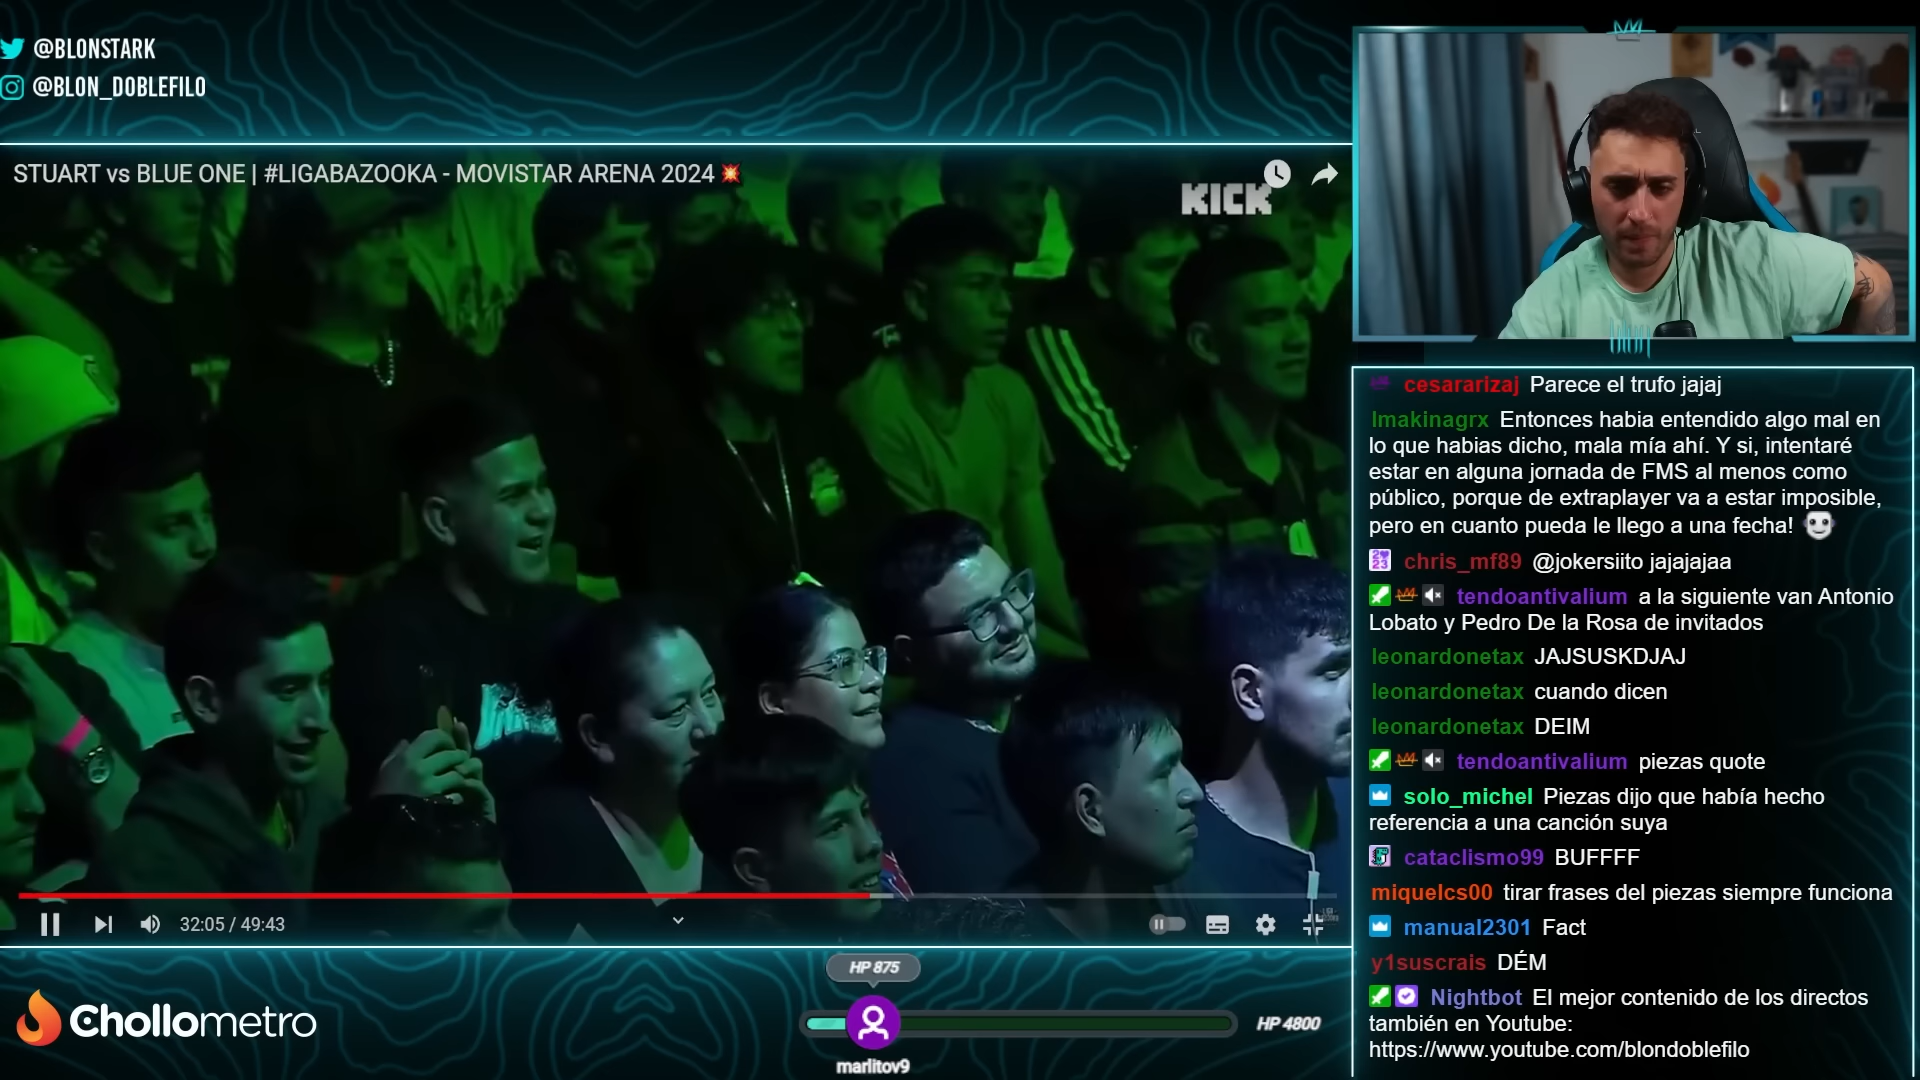 @BLONSTARK
@BLON_DOBLEFILO
STUART vs BLUE ONE | #LIGABAZOOKA - MOVISTAR ARENA 2024
KICK
32:05 / 49:43
Chollometro
HP 875
HP 4800
marlitov9
cesararizaj Parece el trufo jajaj
lmakinagrx Entonces habia entendido algo mal en
lo que habias dicho, mala mía ahí. Y si, intentaré
estar en alguna jornada de FMS al menos como
público, porque de extraplayer va a estar imposible,
pero en cuanto pueda le llego a una fecha!
chris_mf89 @jokersiito jajajajaa
tendoantivalium a la siguiente van Antonio
Lobato y Pedro De la Rosa de invitados
leonardonetax JAJSUSKDJAJ
leonardonetax cuando dicen
leonardonetax DEIM
tendoantivalium piezas quote
solo_michel Piezas dijo que había hecho
referencia a una canción suya
cataclismo99 BUFFFF
miquelcs00 tirar frases del piezas siempre funciona
manual2301 Fact
y1suscrais DÉM
Nightbot El mejor contenido de los directos
también en Youtube:
https://www.youtube.com/blondoblefilo